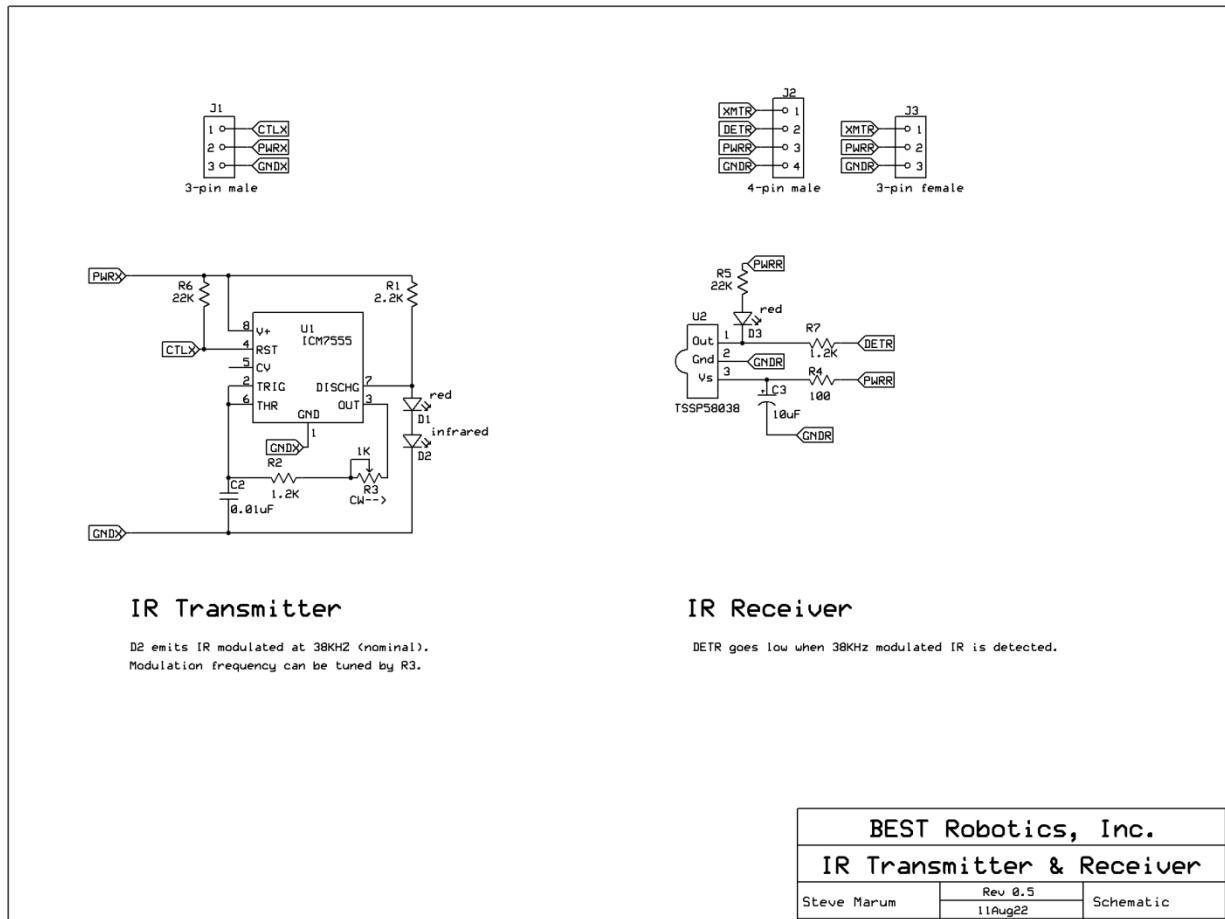 J1
1 CTLX
2 PWRX
3 GNDX
3-pin male
J2
XMTR 1
DETR 2
PWRR 3
GNDR 4
4-pin male
J3
XMTR 1
PWRR 2
GNDR 3
3-pin female
PWRX
R6
22K
R1
2.2K
U1
ICM7555
8 V+
CTLX 4 RST
5 CV
2 TRIG DISCHG 7
6 THR OUT 3
GND
1
GNDX
red
D1
infrared
D2
R2
1.2K
1K
R3
CW-->
C2
0.01uF
GNDX
PWRR
R5
22K
red
D3
U2
Out 1
Gnd 2 GNDR
Vs 3
TSSP58038
R7
1.2K
DETR
R4
100
PWRR
+
C3
10uF
GNDR
IR Transmitter
D2 emits IR modulated at 38KHZ (nominal).
Modulation frequency can be tuned by R3.
IR Receiver
DETR goes low when 38KHz modulated IR is detected.
BEST Robotics, Inc.
IR Transmitter & Receiver
Steve Marum
Rev 0.5
11Aug22
Schematic